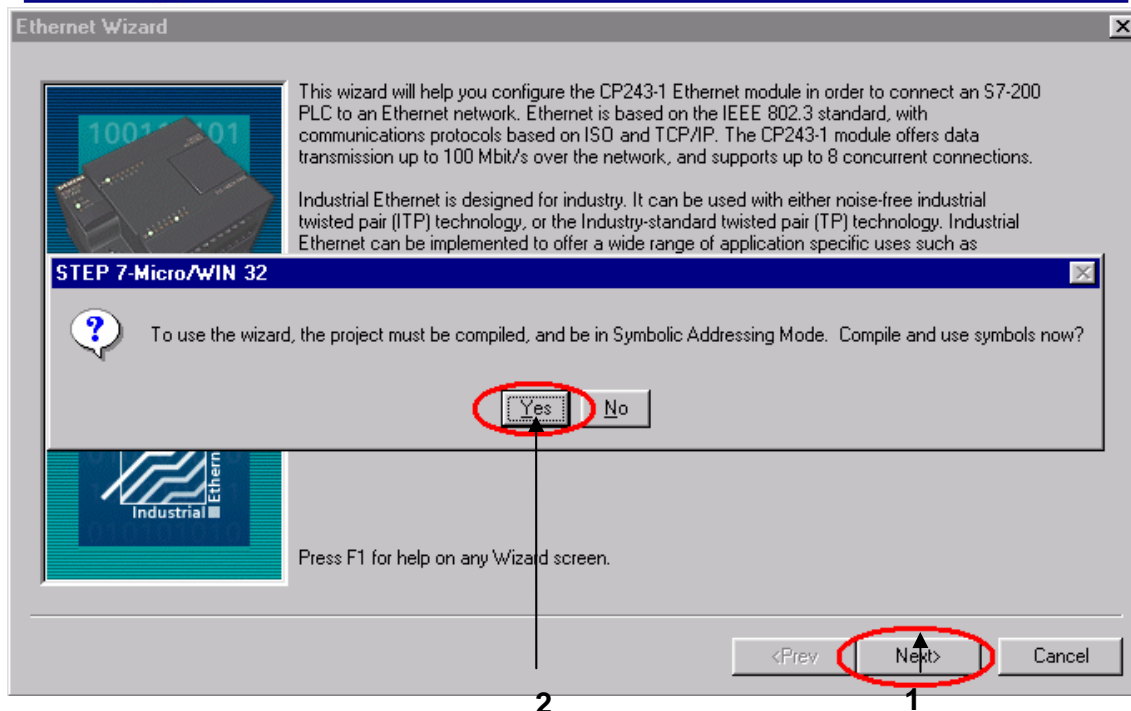 Ethernet Wizard
This wizard will help you configure the CP243-1 Ethernet module in order to connect an S7-200
PLC to an Ethernet network. Ethernet is based on the IEEE 802.3 standard, with
communications protocols based on ISO and TCP/IP. The CP243-1 module offers data
transmission up to 100 Mbit/s over the network, and supports up to 8 concurrent connections.
Industrial Ethernet is designed for industry. It can be used with either noise-free industrial
twisted pair (ITP) technology, or the Industry-standard twisted pair (TP) technology. Industrial
Ethernet can be implemented to offer a wide range of application specific uses such as
STEP 7-Micro/WIN 32
To use the wizard, the project must be compiled, and be in Symbolic Addressing Mode. Compile and use symbols now?
Yes No
Industrial
Ethern
010101010
Press F1 for help on any Wizard screen.
<Prev Next> Cancel
2 1